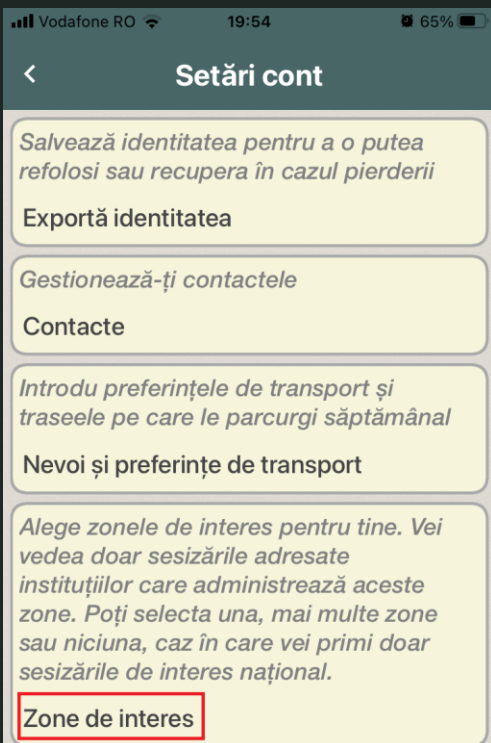 Vodafone RO 19:54 65%
Setări cont
Salvează identitatea pentru a o putea
refolosi sau recupera în cazul pierderii
Exportă identitatea
Gestionează-ți contactele
Contacte
Introdu preferințele de transport și
traseele pe care le parcurgi săptămânal
Nevoi și preferințe de transport
Alege zonele de interes pentru tine. Vei
vedea doar sesizările adresate
instituțiilor care administrează aceste
zone. Poți selecta una, mai multe zone
sau niciuna, caz în care vei primi doar
sesizările de interes național.
Zone de interes